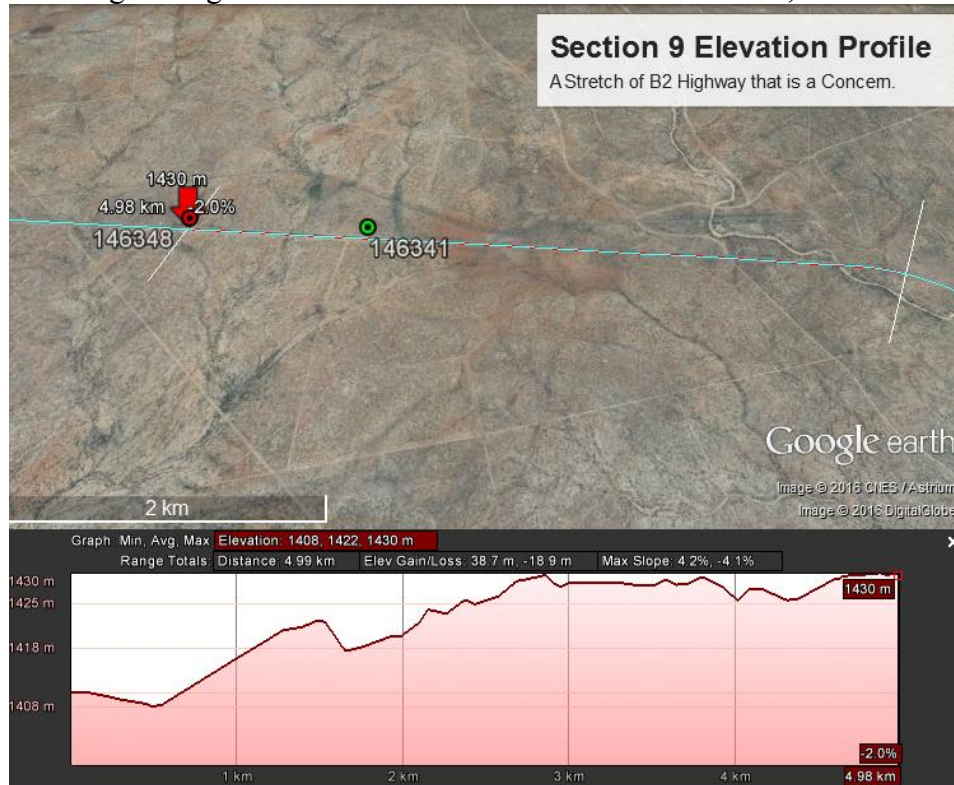 Section 9 Elevation Profile
A Stretch of B2 Highway that is a Concern.
1430 m
4.98 km -2.0%
146348
146341
Google earth
Image © 2016 CNES / Astrium
Image © 2016 DigitalGlobe
2 km
Graph: Min, Avg, Max Elevation: 1408, 1422, 1430 m
Range Totals: Distance: 4.99 km Elev Gain/Loss: 38.7 m, -18.9 m Max Slope: 4.2%, -4.1%
1430 m
1430 m
1425 m
1418 m
1408 m
-2.0%
1 km 2 km 3 km 4 km 4.98 km